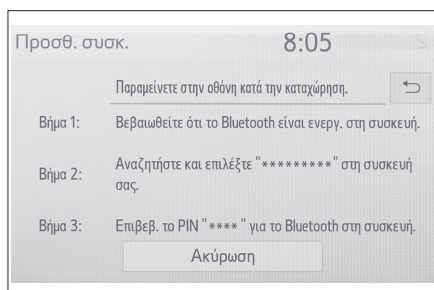 Προσθ. συσκ. 8:05
Παραμείνετε στην οθόνη κατά την καταχώρηση.
Βήμα 1: Βεβαιωθείτε ότι το Bluetooth είναι ενεργ. στη συσκευή.
Βήμα 2: Αναζητήστε και επιλέξτε "*********" στη συσκευή
σας.
Βήμα 3: Επιβεβ. το PIN "****" για το Bluetooth στη συσκευή.
Ακύρωση